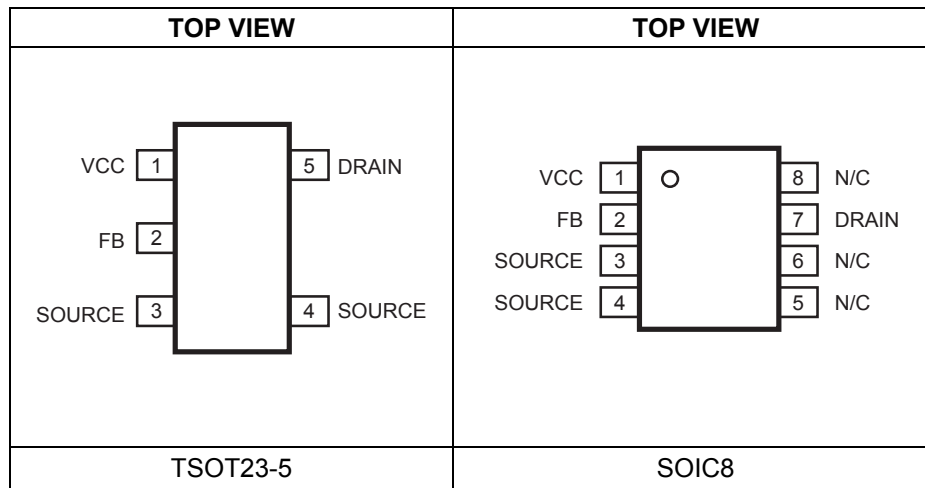 TOP VIEW
TOP VIEW
VCC 1
5 DRAIN
FB 2
SOURCE 3
4 SOURCE
VCC 1
8 N/C
FB 2
7 DRAIN
SOURCE 3
6 N/C
SOURCE 4
5 N/C
TSOT23-5
SOIC8